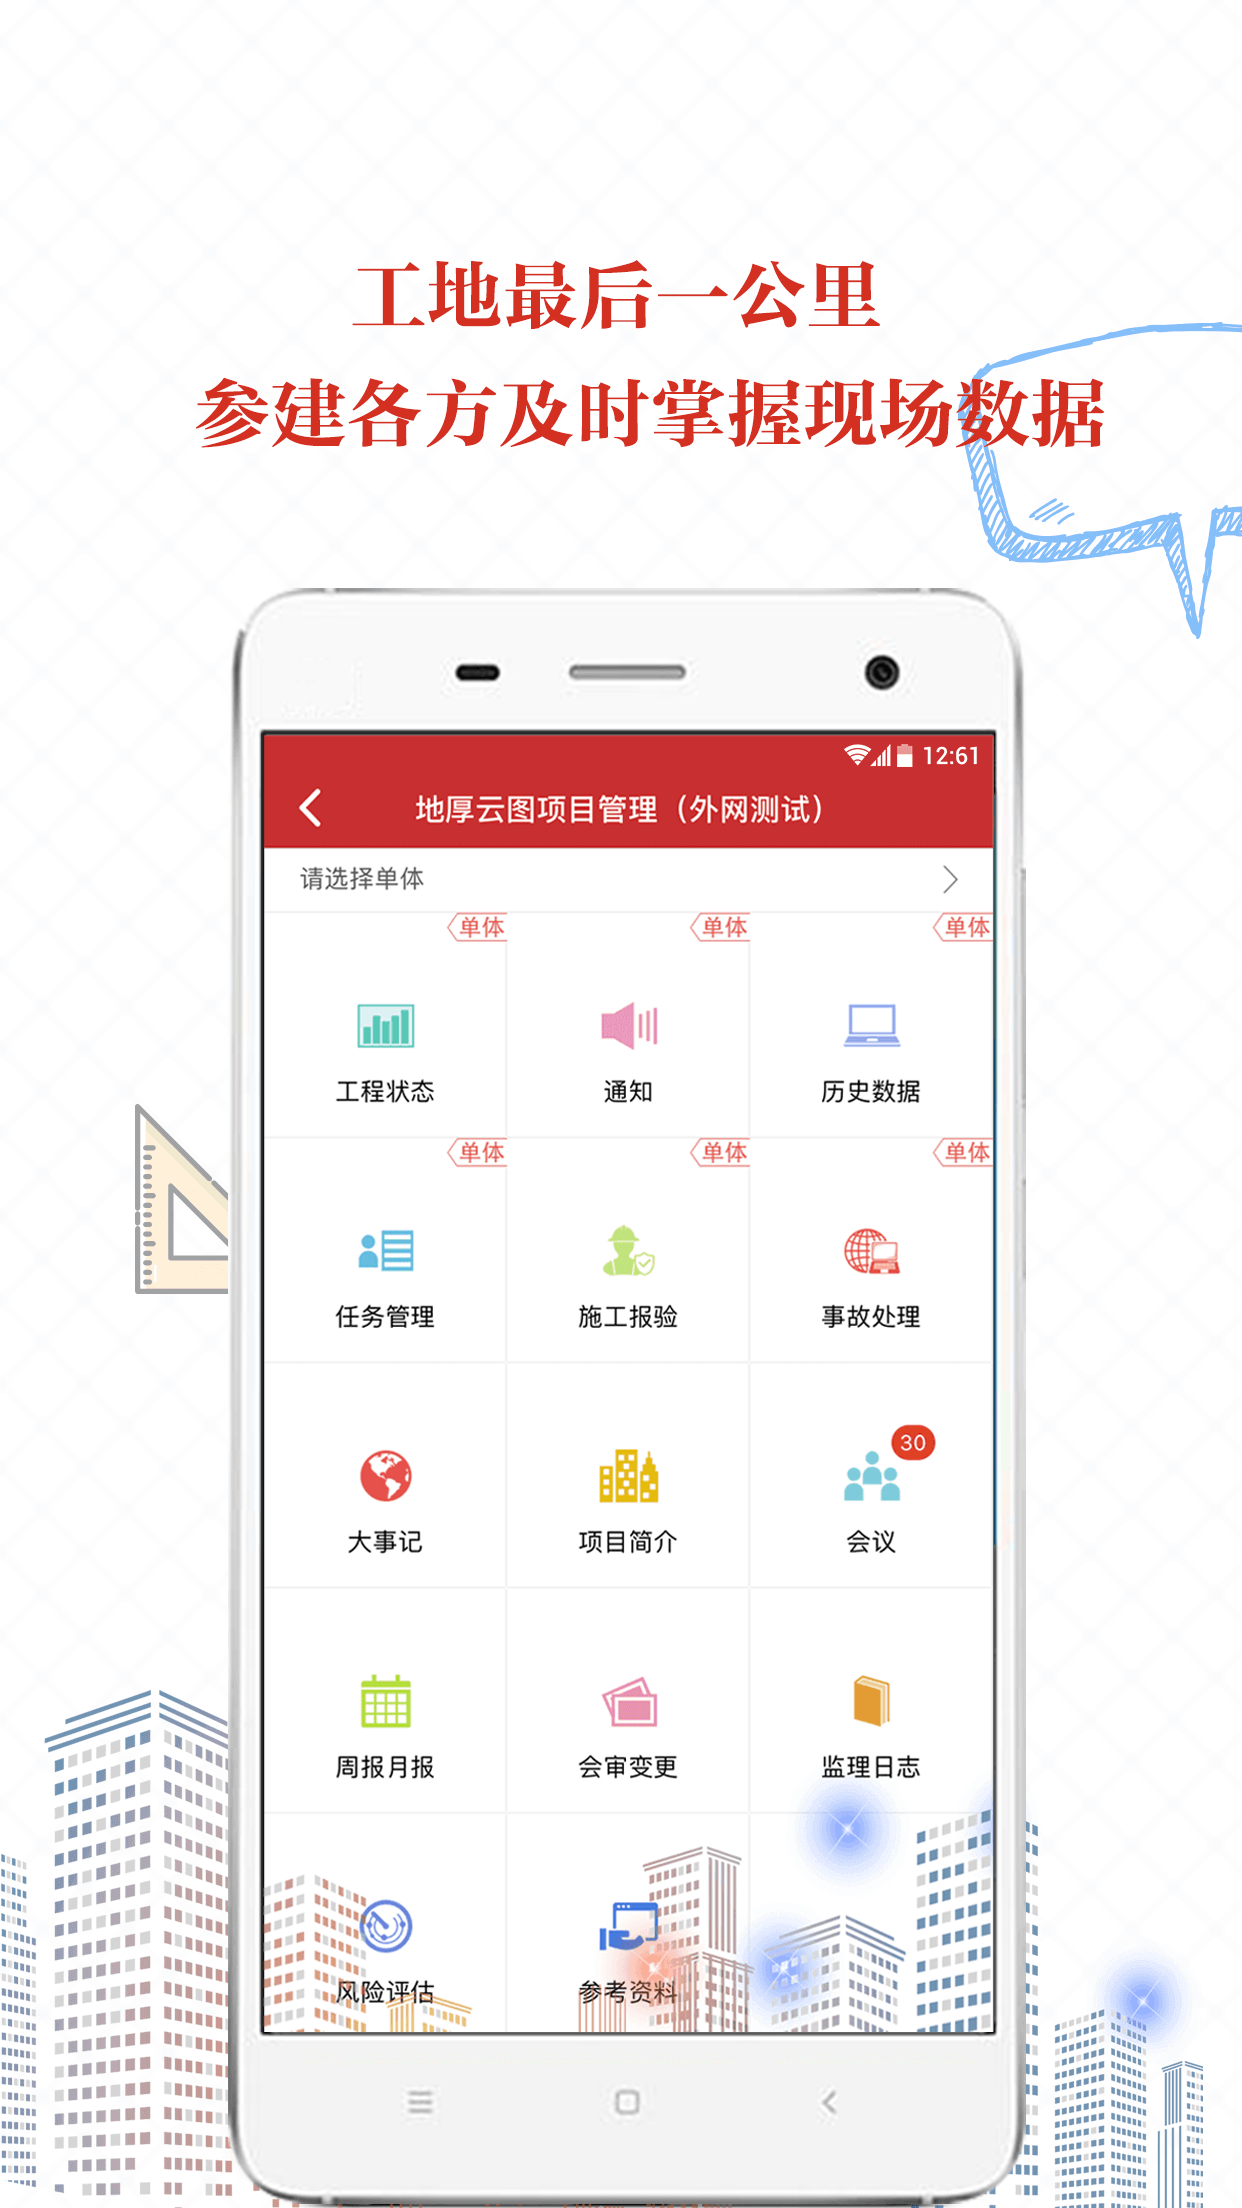 工地最后一公里
参建各方及时掌握现场数据
12:61
地厚云图项目管理（外网测试）
请选择单体
单体 单体 单体
工程状态 通知 历史数据
单体 单体 单体
任务管理 施工报验 事故处理
30
大事记 项目简介 会议
周报月报 会审变更 监理日志
风险评估 参考资料